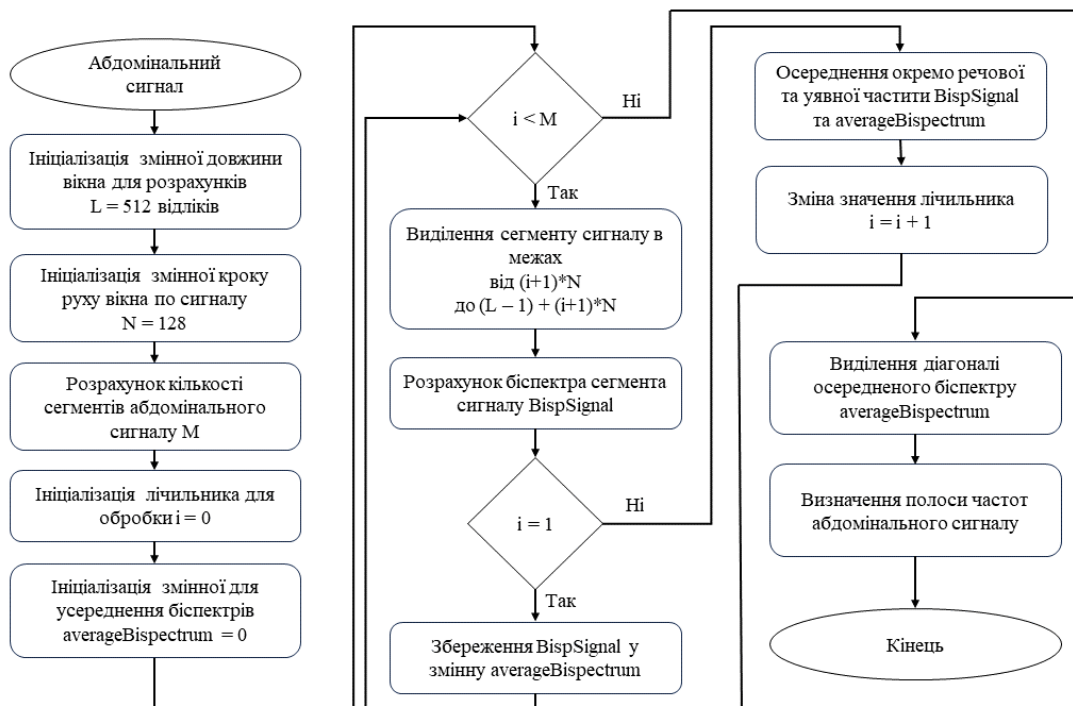 Абдомінальний
сигнал
Ініціалізація змінної довжини
вікна для розрахунків
L = 512 відліків
Ініціалізація змінної кроку
руху вікна по сигналу
N = 128
Розрахунок кількості
сегментів абдомінального
сигналу M
Ініціалізація лічильника для
обробки i = 0
Ініціалізація змінної для
усереднення біспектрів
averageBispectrum = 0
i < M
Ні
Так
Виділення сегменту сигналу в
межах
від (i+1)*N
до (L – 1) + (i+1)*N
Розрахунок біспектра сегмента
сигналу BispSignal
i = 1
Ні
Так
Збереження BispSignal у
змінну averageBispectrum
Осереднення окремо речової
та уявної частити BispSignal
та averageBispectrum
Зміна значення лічильника
i = i + 1
Виділення діагоналі
осередненого біспектру
averageBispectrum
Визначення полоси частот
абдомінального сигналу
Кінець